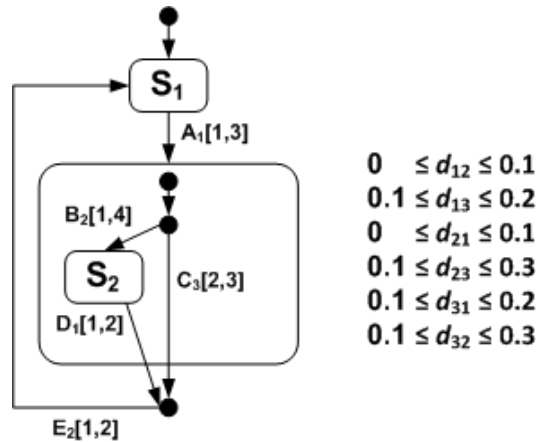 S₁
A₁[1,3]
B₂[1,4]
S₂
C₃[2,3]
D₁[1,2]
E₂[1,2]
0 ≤ d₁₂ ≤ 0.1
0.1 ≤ d₁₃ ≤ 0.2
0 ≤ d₂₁ ≤ 0.1
0.1 ≤ d₂₃ ≤ 0.3
0.1 ≤ d₃₁ ≤ 0.2
0.1 ≤ d₃₂ ≤ 0.3